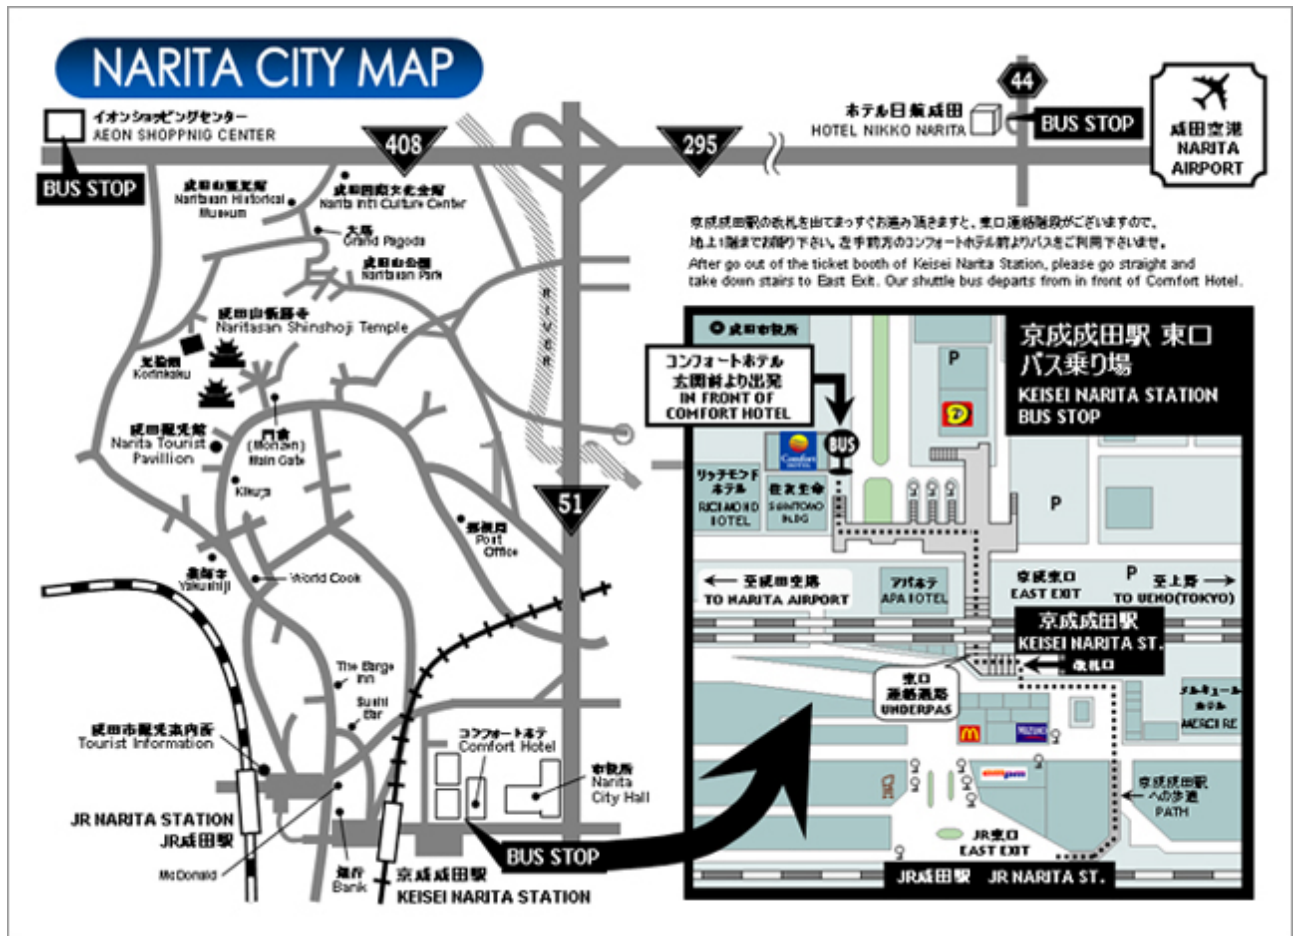 NARITA CITY MAP
イオンショッピングセンター
AEON SHOPPNIG CENTER
BUS STOP
408
295
44
ホテル日航成田
HOTEL NIKKO NARITA
BUS STOP
成田空港
NARITA
AIRPORT
Naritasan Historical
Museum
成田国際文化会館
Narita Intl Culture Center
大塔
Grand Pagoda
成田山公園
Naritasan Park
成田山新勝寺
Naritasan Shinshoji Temple
光輪閣
Korinkaku
成田観光館
Narita Tourist
Pavillion
門前
(Monzen)
Main Gate
Kikuya
RIVER
51
郵便局
Post
Office
薬師寺
Yakushiji
World Cook
The Barge
Inn
Sushi
Bar
成田市観光案内所
Tourist Information
コンフォートホテ
Comfort Hotel
市役所
Narita
City Hall
JR NARITA STATION
JR成田駅
McDonald
銀行
Bank
BUS STOP
京成成田駅
KEISEI NARITA STATION
京成成田駅の改札を出てまっすぐお進み頂きますと、東口連絡階段がございますので、
地上1階までお降り下さい。左手前方のコンフォートホテル前よりバスをご利用下さいませ。
After go out of the ticket booth of Keisei Narita Station, please go straight and
take down stairs to East Exit. Our shuttle bus departs from in front of Comfort Hotel.
成田市役所
P
京成成田駅 東口
バス乗り場
KEISEI NARITA STATION
BUS STOP
コンフォートホテル
玄関前より出発
IN FRONT OF
COMFORT HOTEL
BUS
Comfort
HOTEL
リッチモンド
ホテル
RICHMOND
HOTEL
住友生命
SUMITOMO
BLDG
P
至成田空港
TO NARITA AIRPORT
アパホテ
APA HOTEL
京成東口
EAST EXIT
P
至上野
TO UENO(TOKYO)
京成成田駅
KEISEI NARITA ST.
改札口
東口
連絡通路
UNDERPAS
メルキュール
ホテル
MERCURE
MIZUHO
am/pm
京成成田駅
への歩道
PATH
JR東口
EAST EXIT
JR成田駅 JR NARITA ST.